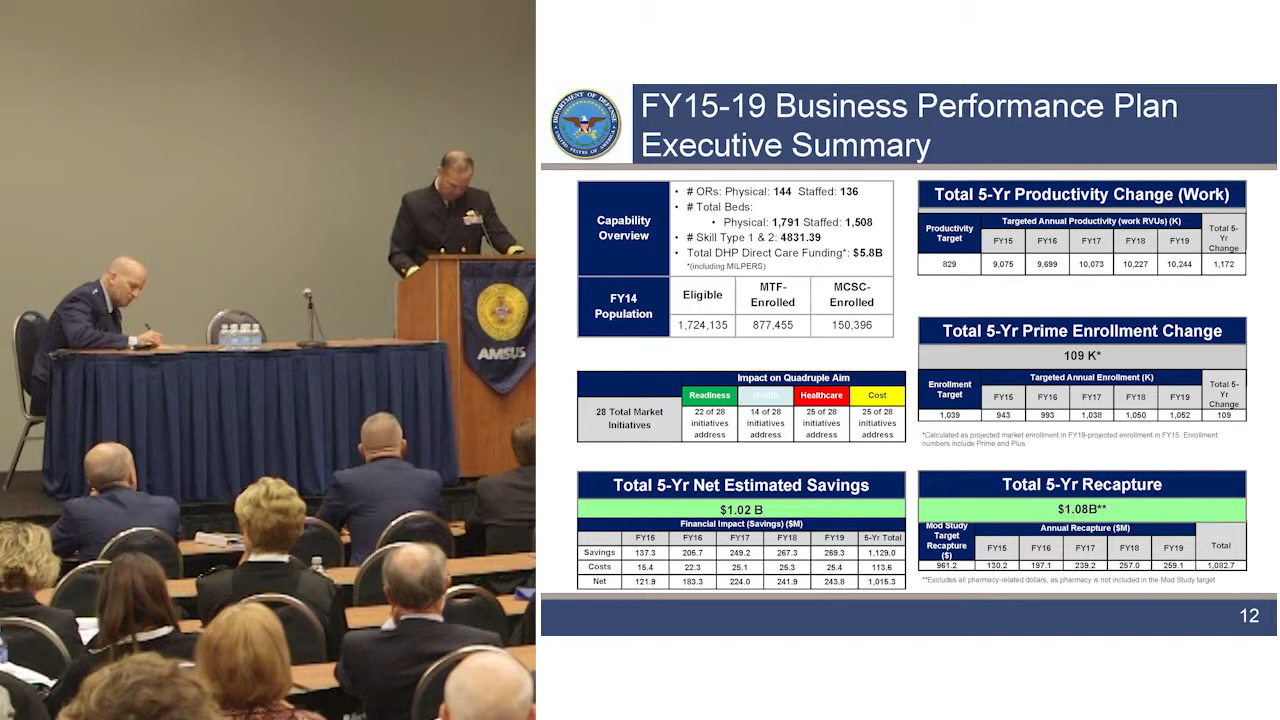 AMSUS
DEPARTMENT OF DEFENSE
UNITED STATES OF AMERICA
FY15-19 Business Performance Plan
Executive Summary
Capability
Overview
• # ORs: Physical: 144 Staffed: 136
• # Total Beds:
• Physical: 1,791 Staffed: 1,508
• # Skill Type 1 & 2: 4831.39
• Total DHP Direct Care Funding*: $5.8B
*(including MILPERS)
FY14
Population
Eligible MTF-Enrolled MCSC-Enrolled
1,724,135 877,455 150,396
Impact on Quadruple Aim
Readiness Health Healthcare Cost
28 Total Market
Initiatives
22 of 28 initiatives address
14 of 28 initiatives address
25 of 28 initiatives address
25 of 28 initiatives address
Total 5-Yr Net Estimated Savings
$1.02 B
Financial Impact (Savings) ($M)
FY15 FY16 FY17 FY18 FY19 5-Yr Total
Savings 137.3 205.7 249.2 267.3 269.3 1,129.0
Costs 15.4 22.3 25.1 25.3 25.4 113.6
Net 121.9 183.3 224.0 241.9 243.8 1,015.3
Total 5-Yr Productivity Change (Work)
Productivity Target
Targeted Annual Productivity (work RVUs) (K)
Total 5-Yr Change
FY15 FY16 FY17 FY18 FY19
829 9,075 9,699 10,073 10,227 10,244 1,172
Total 5-Yr Prime Enrollment Change
109 K*
Enrollment Target
Targeted Annual Enrollment (K)
Total 5-Yr Change
FY15 FY16 FY17 FY18 FY19
1,039 943 993 1,038 1,050 1,052 109
*Calculated as projected market enrollment in FY19-projected enrollment in FY15 Enrollment
numbers include Prime and Plus.
Total 5-Yr Recapture
$1.08B**
Mod Study Target Recapture ($)
Annual Recapture ($M)
Total
FY15 FY16 FY17 FY18 FY19
961.2 130.2 197.1 239.2 257.0 259.1 1,082.7
**Excludes all pharmacy-related dollars, as pharmacy is not included in the Mod Study target
12